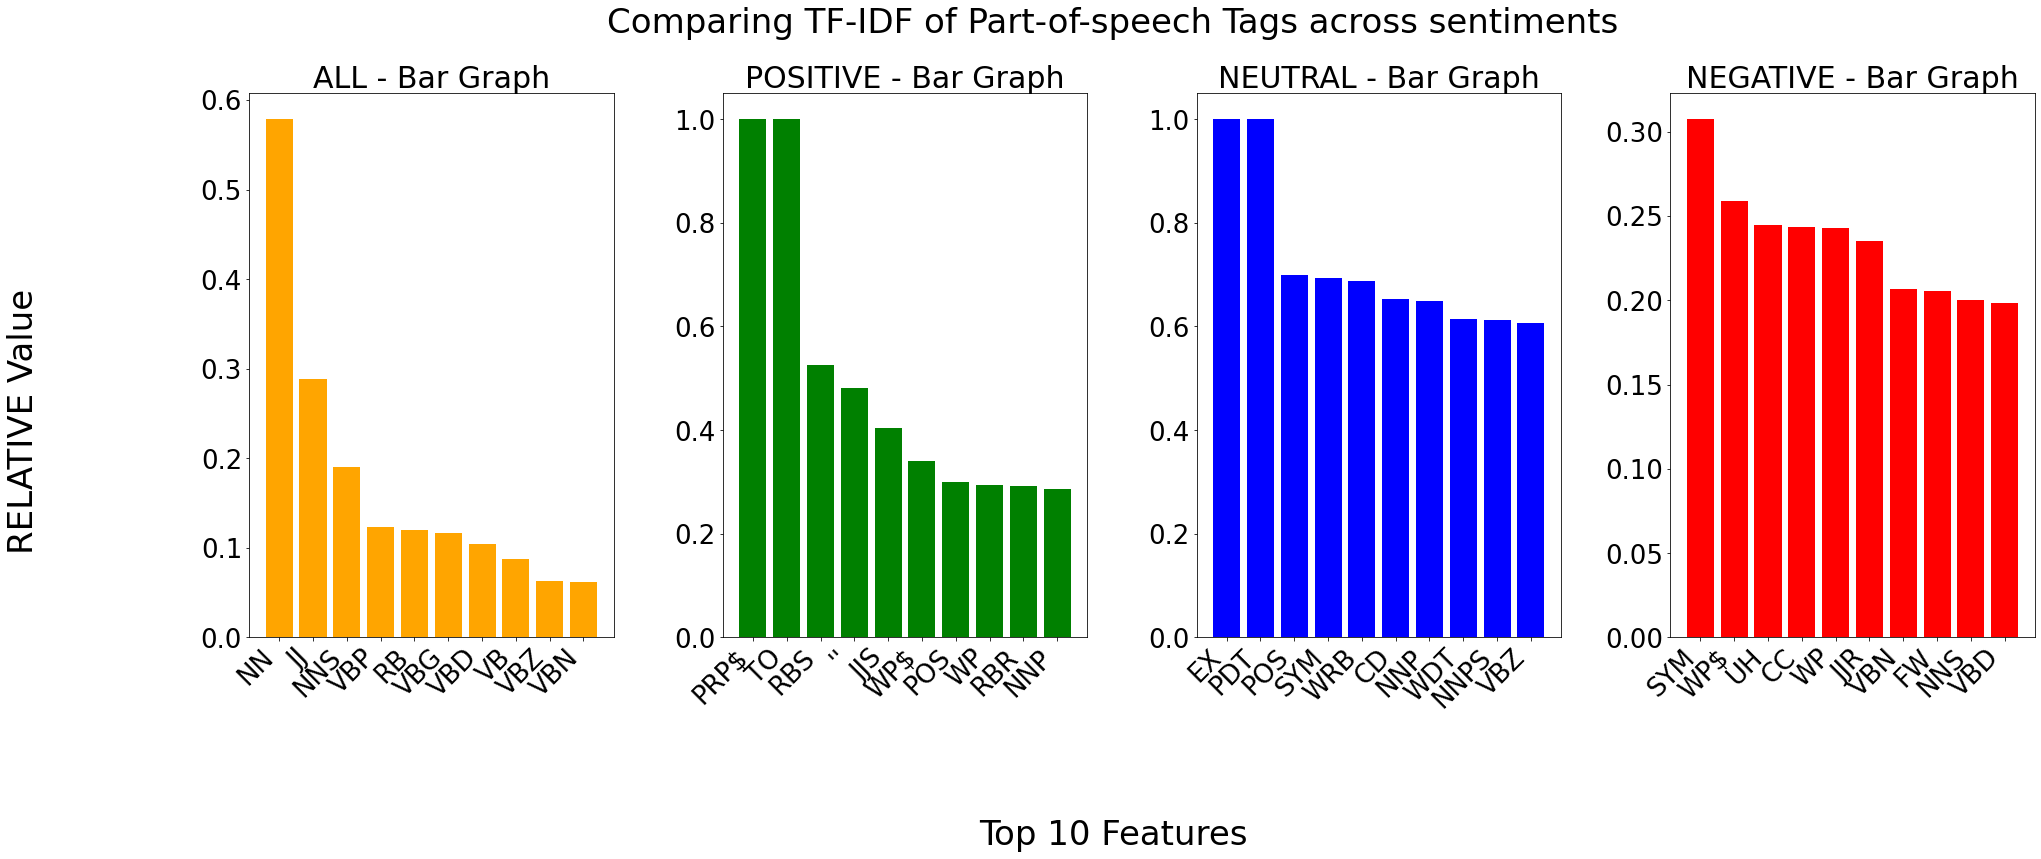 Comparing TF-IDF of Part-of-speech Tags across sentiments
ALL - Bar Graph
POSITIVE - Bar Graph
NEUTRAL - Bar Graph
NEGATIVE - Bar Graph
RELATIVE Value
0.6
0.5
0.4
0.3
0.2
0.1
0.0
NN
JJ
NNS
VBP
RB
VBG
VBD
VB
VBZ
VBN
1.0
0.8
0.6
0.4
0.2
0.0
PRP$
TO
RBS
"
JJS
WP$
POS
WP
RBR
NNP
1.0
0.8
0.6
0.4
0.2
0.0
EX
PDT
POS
SYM
WRB
CD
NNP
WDT
NNPS
VBZ
0.30
0.25
0.20
0.15
0.10
0.05
0.00
SYM
WP$
UH
CC
WP
JJR
VBN
FW
NNS
VBD
Top 10 Features